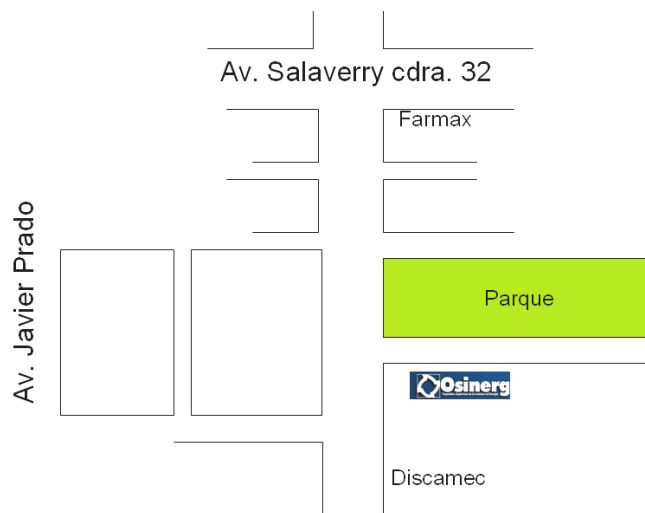 Av. Salaverry cdra. 32
Farmax
Av. Javier Prado
Parque
Osinerg
Discamec